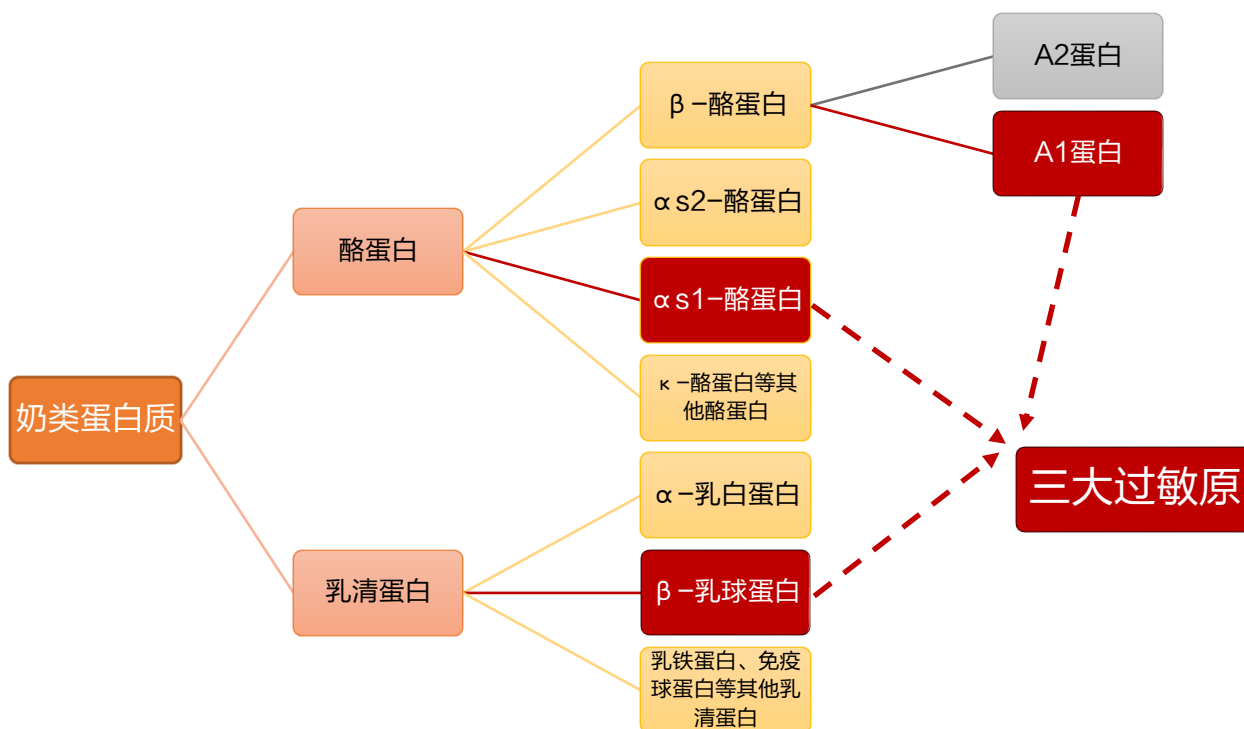 奶类蛋白质
酪蛋白
乳清蛋白
β-酪蛋白
αs2-酪蛋白
αs1-酪蛋白
κ-酪蛋白等其
他酪蛋白
α-乳白蛋白
β-乳球蛋白
乳铁蛋白、免疫
球蛋白等其他乳
清蛋白
A2蛋白
A1蛋白
三大过敏原